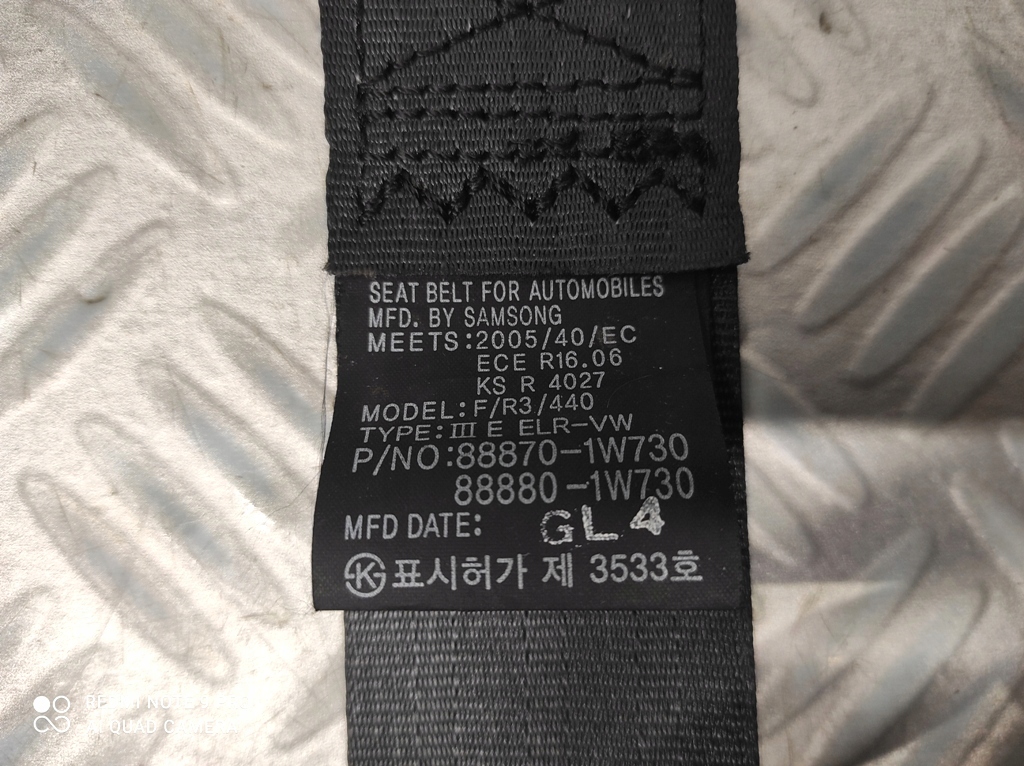 SEAT BELT FOR AUTOMOBILES
MFD. BY SAMSONG
MEETS:2005/40/EC
ECE R16.06
KS R 4027
MODEL:F/R3/440
TYPE:III E ELR-VW
P/NO:88870-1W730
88880-1W730
MFD DATE: GL4
K 표시허가 제 3533호
QUAD CAMERA